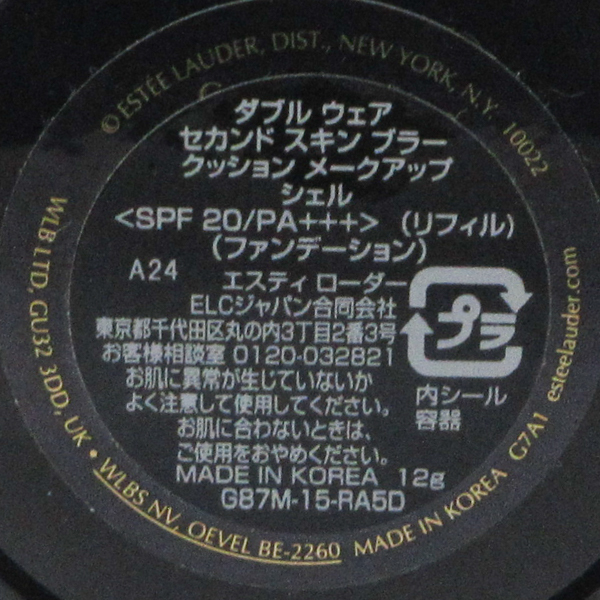 © ESTÉE LAUDER, DIST., NEW YORK, N.Y. 10022
ダブル ウェア
セカンド スキン ブラー
クッション メークアップ
シェル
<SPF 20/PA+++> (リフィル)
(ファンデーション)
A24 エスティ ローダー
ELCジャパン合同会社
東京都千代田区丸の内3丁目2番3号
お客様相談室 0120-032821
お肌に異常が生じていないか
よく注意して使用してください。
お肌に合わないときは、
ご使用をおやめください。
MADE IN KOREA 12g
G87M-15-RA5D
プラ
内シール
容器
WLB LTD, GU32 3DD, UK • WLBS NV, OEVEL BE-2260 MADE IN KOREA G7A1 esteelauder.com